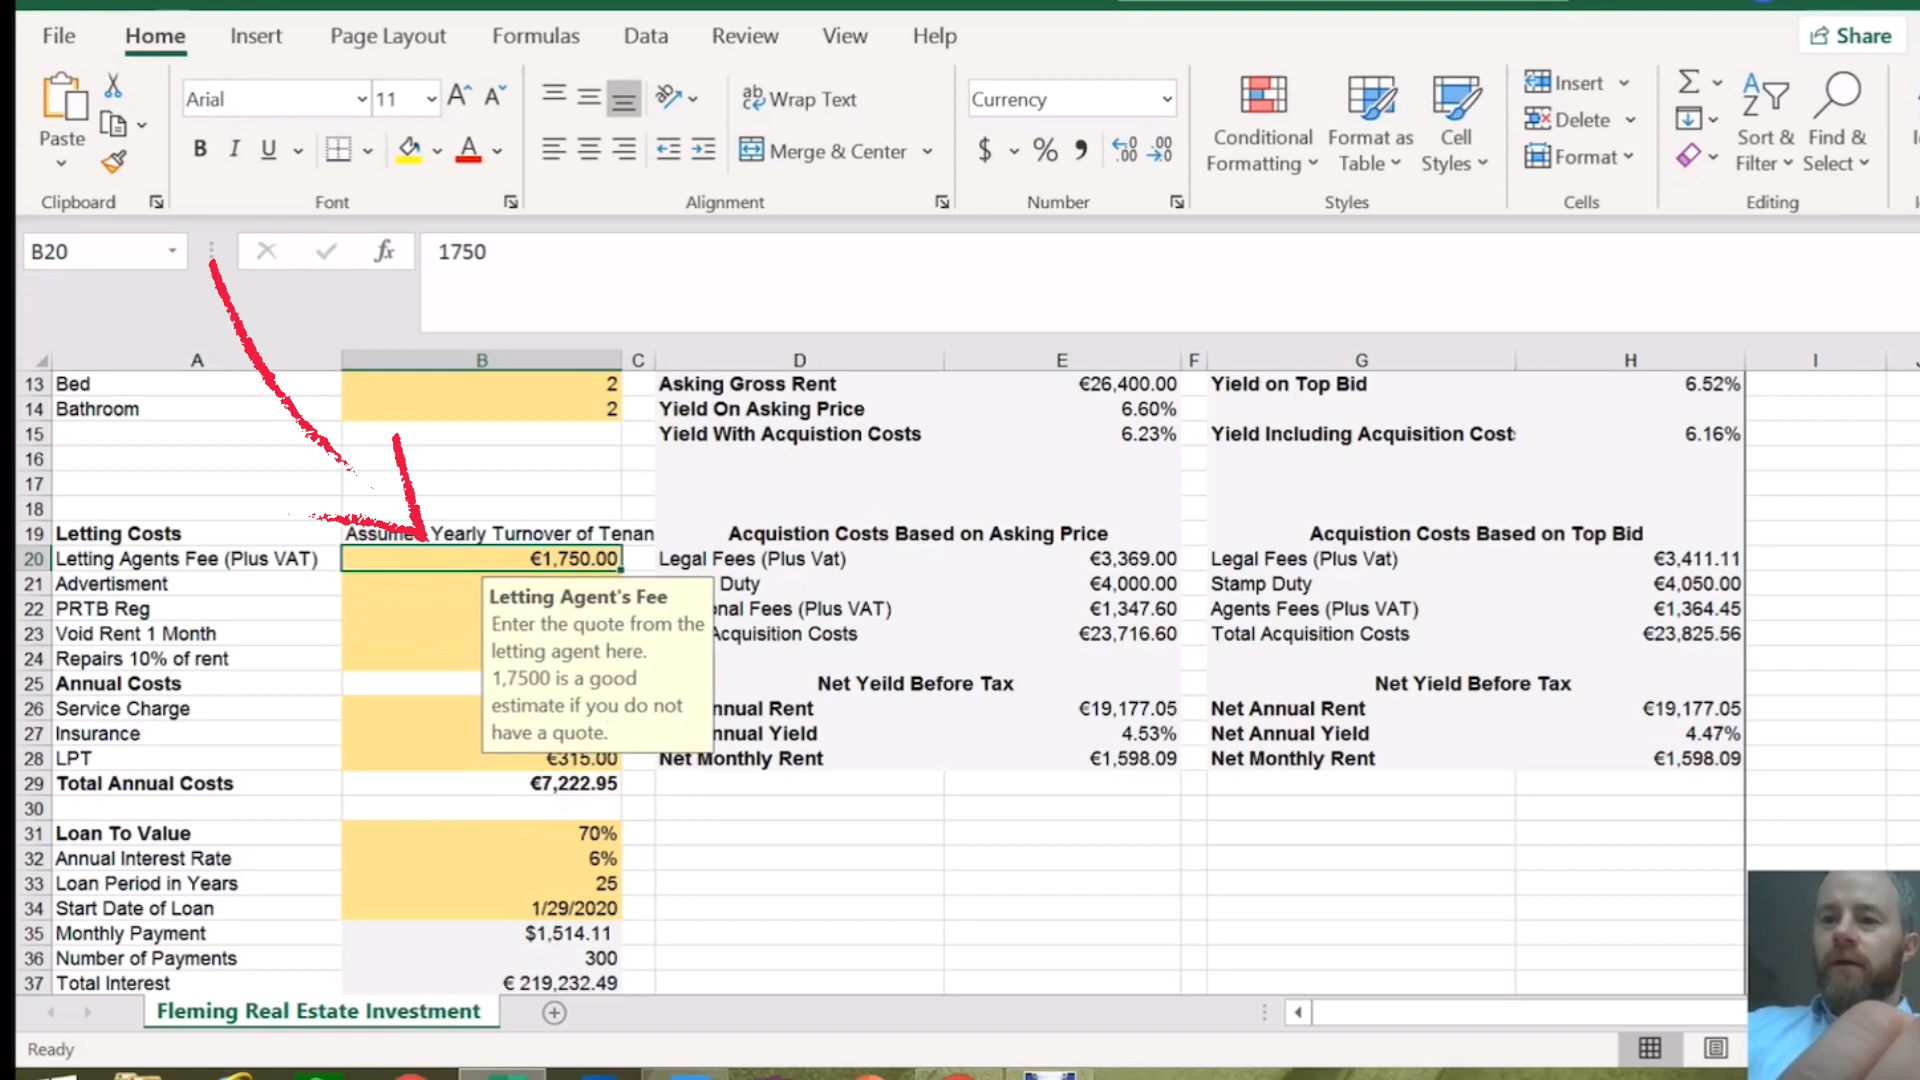 File Home Insert Page Layout Formulas Data Review View Help Share
Arial 11 Wrap Text Currency Insert
Paste Conditional Format as Cell Delete Sort & Find &
B I U Merge & Center $ % Formatting Table Styles Format Filter Select
Clipboard Font Alignment Number Styles Cells Editing
B20 fx 1750
A B C D E F G H I
13 Bed 2 Asking Gross Rent €26,400.00 Yield on Top Bid 6.52%
14 Bathroom 2 Yield On Asking Price 6.60%
15 Yield With Acquistion Costs 6.23% Yield Including Acquisition Cost 6.16%
16
17
18
19 Letting Costs Assume Yearly Turnover of Tenan Acquistion Costs Based on Asking Price Acquistion Costs Based on Top Bid
20 Letting Agents Fee (Plus VAT) €1,750.00 Legal Fees (Plus Vat) €3,369.00 Legal Fees (Plus Vat) €3,411.11
21 Advertisment Duty €4,000.00 Stamp Duty €4,050.00
22 PRTB Reg onal Fees (Plus VAT) €1,347.60 Agents Fees (Plus VAT) €1,364.45
23 Void Rent 1 Month Acquisition Costs €23,716.60 Total Acquisition Costs €23,825.56
24 Repairs 10% of rent
25 Annual Costs Net Yeild Before Tax Net Yield Before Tax
26 Service Charge nnual Rent €19,177.05 Net Annual Rent €19,177.05
27 Insurance nnual Yield 4.53% Net Annual Yield 4.47%
28 LPT €315.00 Net Monthly Rent €1,598.09 Net Monthly Rent €1,598.09
29 Total Annual Costs €7,222.95
30
31 Loan To Value 70%
32 Annual Interest Rate 6%
33 Loan Period in Years 25
34 Start Date of Loan 1/29/2020
35 Monthly Payment $1,514.11
36 Number of Payments 300
37 Total Interest € 219,232.49
Letting Agent's Fee
Enter the quote from the
letting agent here.
1,7500 is a good
estimate if you do not
have a quote.
Fleming Real Estate Investment
Ready